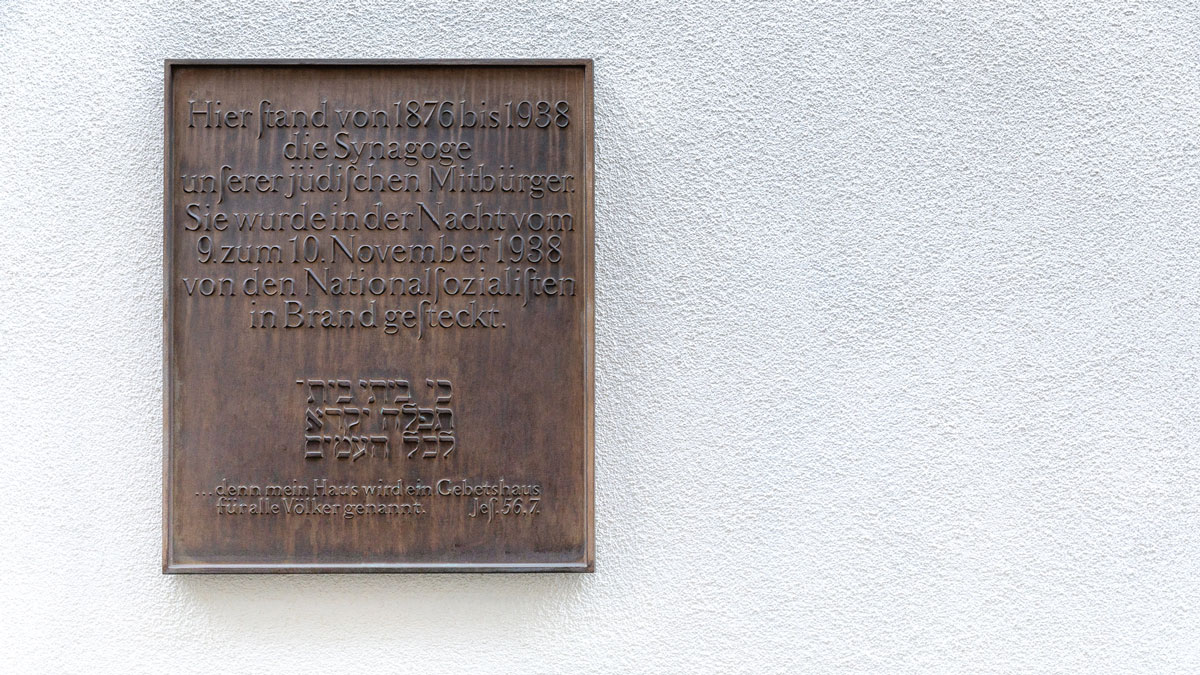 Hier ſtand von 1876 bis 1938
die Synagoge
unſerer jüdiſchen Mitbürger.
Sie wurde in der Nacht vom
9. zum 10. November 1938
von den Nationalſozialiſten
in Brand geſteckt.
כי ביתי בית־
תפלה יקרא
לכל העמים
...denn mein Haus wird ein Gebetshaus
für alle Völker genannt. Jeſ. 56,7.